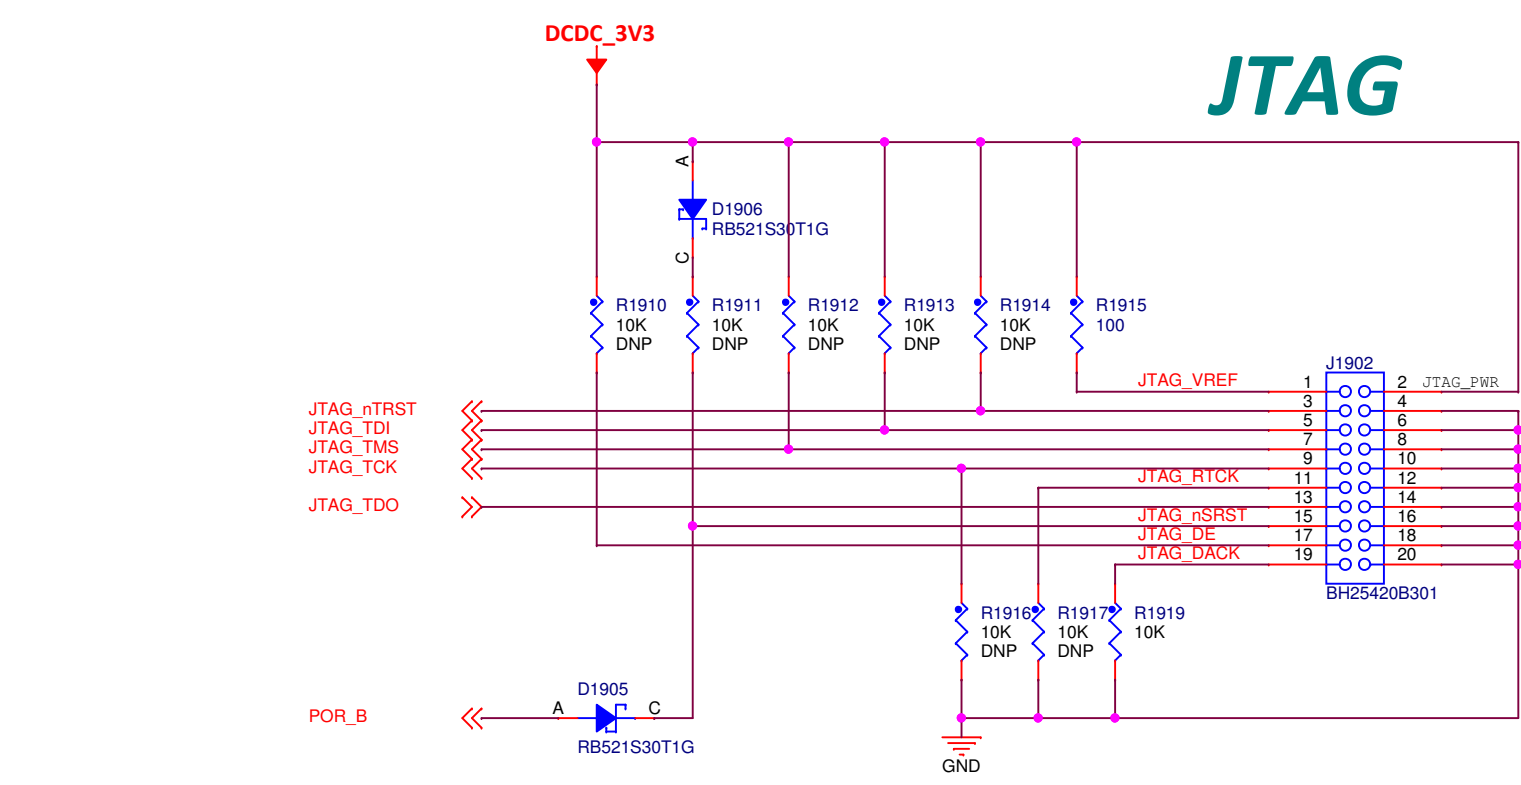 DCDC_3V3
JTAG
A
D1906
RB521S30T1G
C
R1910
10K
DNP
R1911
10K
DNP
R1912
10K
DNP
R1913
10K
DNP
R1914
10K
DNP
R1915
100
J1902
JTAG_VREF
1
2
JTAG_PWR
JTAG_nTRST
3
4
JTAG_TDI
5
6
JTAG_TMS
7
8
JTAG_TCK
9
10
JTAG_RTCK
11
12
JTAG_TDO
13
14
JTAG_nSRST
15
16
JTAG_DE
17
18
JTAG_DACK
19
20
BH25420B301
R1916
10K
DNP
R1917
10K
DNP
R1919
10K
D1905
POR_B
A
C
RB521S30T1G
GND